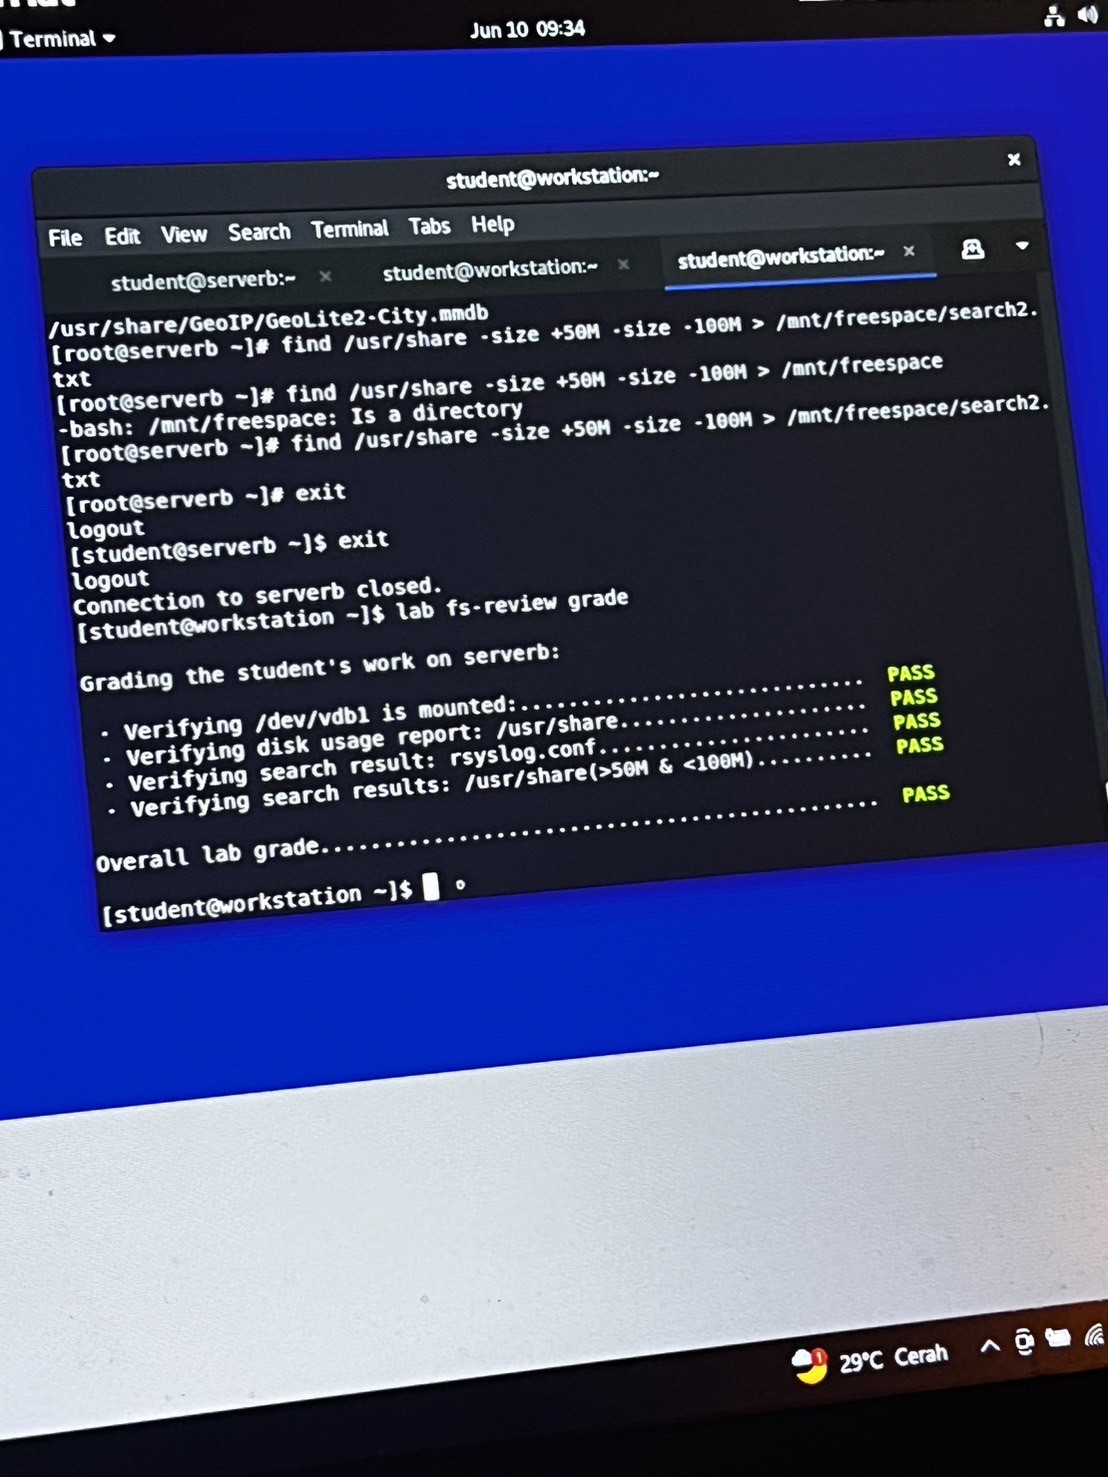 Terminal
Jun 10 09:34
student@workstation:~
File Edit View Search Terminal Tabs Help
student@serverb:~ × student@workstation:~ × student@workstation:~ ×
/usr/share/GeoIP/GeoLite2-City.mmdb
[root@serverb ~]# find /usr/share -size +50M -size -100M > /mnt/freespace/search2.
txt
[root@serverb ~]# find /usr/share -size +50M -size -100M > /mnt/freespace
-bash: /mnt/freespace: Is a directory
[root@serverb ~]# find /usr/share -size +50M -size -100M > /mnt/freespace/search2.
txt
[root@serverb ~]# exit
logout
[student@serverb ~]$ exit
logout
Connection to serverb closed.
[student@workstation ~]$ lab fs-review grade
Grading the student's work on serverb:
· Verifying /dev/vdb1 is mounted:........................... PASS
· Verifying disk usage report: /usr/share................... PASS
· Verifying search result: rsyslog.conf..................... PASS
· Verifying search results: /usr/share(>50M & <100M)......... PASS
Overall lab grade............................................ PASS
[student@workstation ~]$
1
29°C Cerah